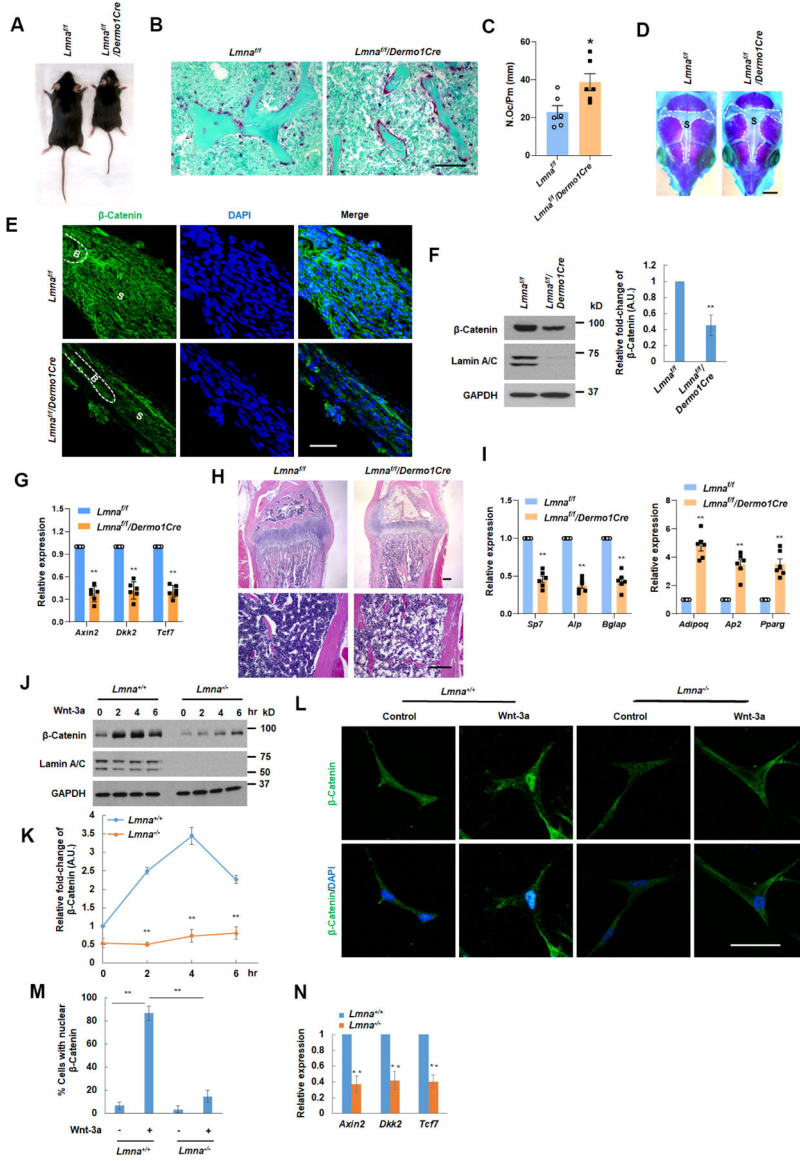 A
Lmna^f/f
Lmna^f/f
/Dermo1Cre
B
Lmna^f/f
Lmna^f/f/Dermo1Cre
C
N.Oc/Pm (mm)
60
50
40
30
20
10
0
*
Lmna^f/f
Lmna^f/f/Dermo1Cre
D
Lmna^f/f
Lmna^f/f
/Dermo1Cre
S
S
E
β-Catenin
DAPI
Merge
Lmna^f/f
B
S
Lmna^f/f/Dermo1Cre
B
S
F
Lmna^f/f
Lmna^f/f/
Dermo1Cre
kD
β-Catenin
100
Lamin A/C
75
GAPDH
37
Relative fold-change of
β-Catenin (A.U.)
1.2
1
0.8
0.6
0.4
0.2
0
**
Lmna^f/f
Lmna^f/f/
Dermo1Cre
G
Lmna^f/f
Lmna^f/f/Dermo1Cre
Relative expression
1.5
1.2
0.9
0.6
0.3
0.0
** ** **
Axin2 Dkk2 Tcf7
H
Lmna^f/f
Lmna^f/f/Dermo1Cre
I
Lmna^f/f
Lmna^f/f/Dermo1Cre
Relative expression
1.5
1.2
0.9
0.6
0.3
0.0
** ** **
Sp7 Alp Bglap
Lmna^f/f
Lmna^f/f/Dermo1Cre
Relative expression
8
6
4
2
0
** ** **
Adipoq Ap2 Pparg
J
Lmna^+/+
Lmna^-/-
Wnt-3a 0 2 4 6 0 2 4 6 hr kD
β-Catenin
100
Lamin A/C
75
50
GAPDH
37
K
Lmna^+/+
Lmna^-/-
Relative fold-change of
β-Catenin (A.U.)
4
3.5
3
2.5
2
1.5
1
0.5
0
** ** **
0 2 4 6 hr
L
Lmna^+/+
Lmna^-/-
Control Wnt-3a Control Wnt-3a
β-Catenin
β-Catenin/DAPI
M
% Cells with nuclear
β-Catenin
100
80
60
40
20
0
** **
Wnt-3a - + - +
Lmna^+/+ Lmna^-/-
N
Lmna^+/+
Lmna^-/-
Relative expression
1
0.8
0.6
0.4
0.2
0
** ** **
Axin2 Dkk2 Tcf7